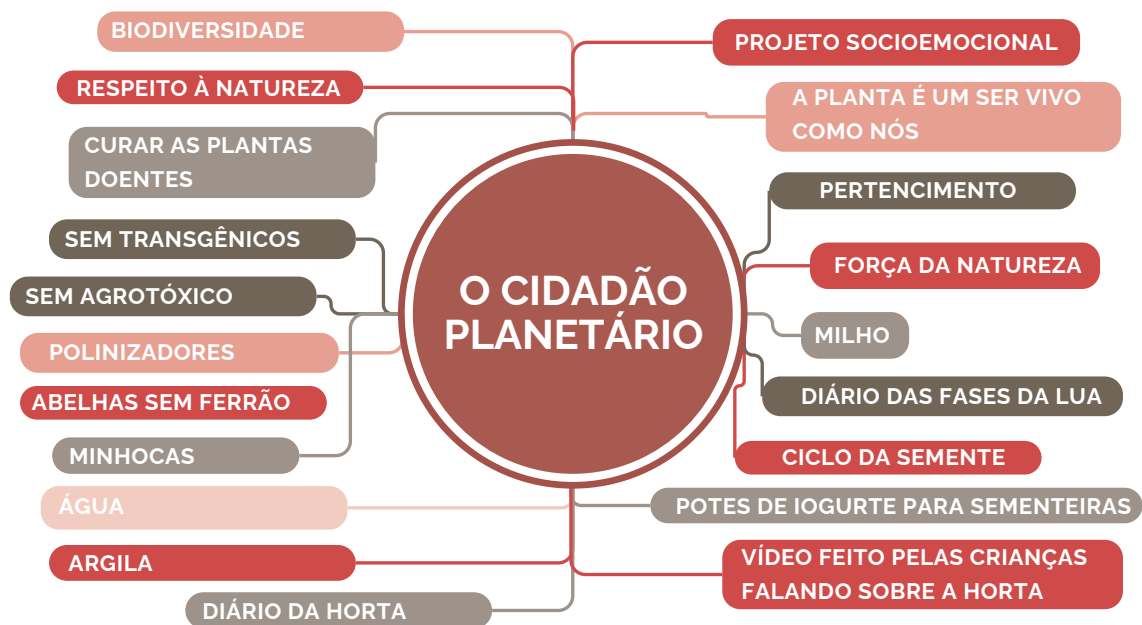 BIODIVERSIDADE
RESPEITO À NATUREZA
CURAR AS PLANTAS
DOENTES
SEM TRANSGÊNICOS
SEM AGROTÓXICO
POLINIZADORES
ABELHAS SEM FERRÃO
MINHOCAS
ÁGUA
ARGILA
DIÁRIO DA HORTA
O CIDADÃO
PLANETÁRIO
PROJETO SOCIOEMOCIONAL
A PLANTA É UM SER VIVO
COMO NÓS
PERTENCIMENTO
FORÇA DA NATUREZA
MILHO
DIÁRIO DAS FASES DA LUA
CICLO DA SEMENTE
POTES DE IOGURTE PARA SEMENTEIRAS
VÍDEO FEITO PELAS CRIANÇAS
FALANDO SOBRE A HORTA